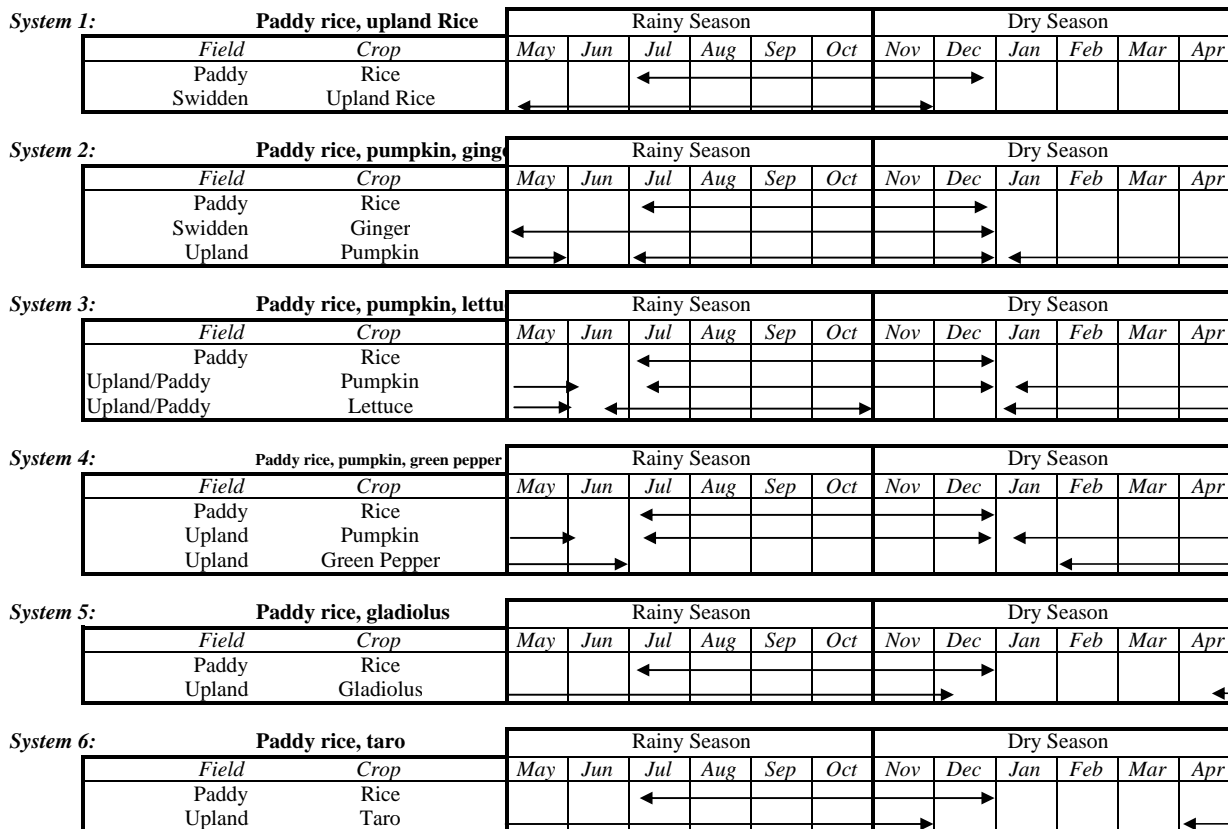 System 1: Paddy rice, upland Rice Rainy Season Dry Season
Field Crop May Jun Jul Aug Sep Oct Nov Dec Jan Feb Mar Apr
Paddy Rice
Swidden Upland Rice
System 2: Paddy rice, pumpkin, ginge Rainy Season Dry Season
Field Crop May Jun Jul Aug Sep Oct Nov Dec Jan Feb Mar Apr
Paddy Rice
Swidden Ginger
Upland Pumpkin
System 3: Paddy rice, pumpkin, lettu Rainy Season Dry Season
Field Crop May Jun Jul Aug Sep Oct Nov Dec Jan Feb Mar Apr
Paddy Rice
Upland/Paddy Pumpkin
Upland/Paddy Lettuce
System 4: Paddy rice, pumpkin, green pepper Rainy Season Dry Season
Field Crop May Jun Jul Aug Sep Oct Nov Dec Jan Feb Mar Apr
Paddy Rice
Upland Pumpkin
Upland Green Pepper
System 5: Paddy rice, gladiolus Rainy Season Dry Season
Field Crop May Jun Jul Aug Sep Oct Nov Dec Jan Feb Mar Apr
Paddy Rice
Upland Gladiolus
System 6: Paddy rice, taro Rainy Season Dry Season
Field Crop May Jun Jul Aug Sep Oct Nov Dec Jan Feb Mar Apr
Paddy Rice
Upland Taro